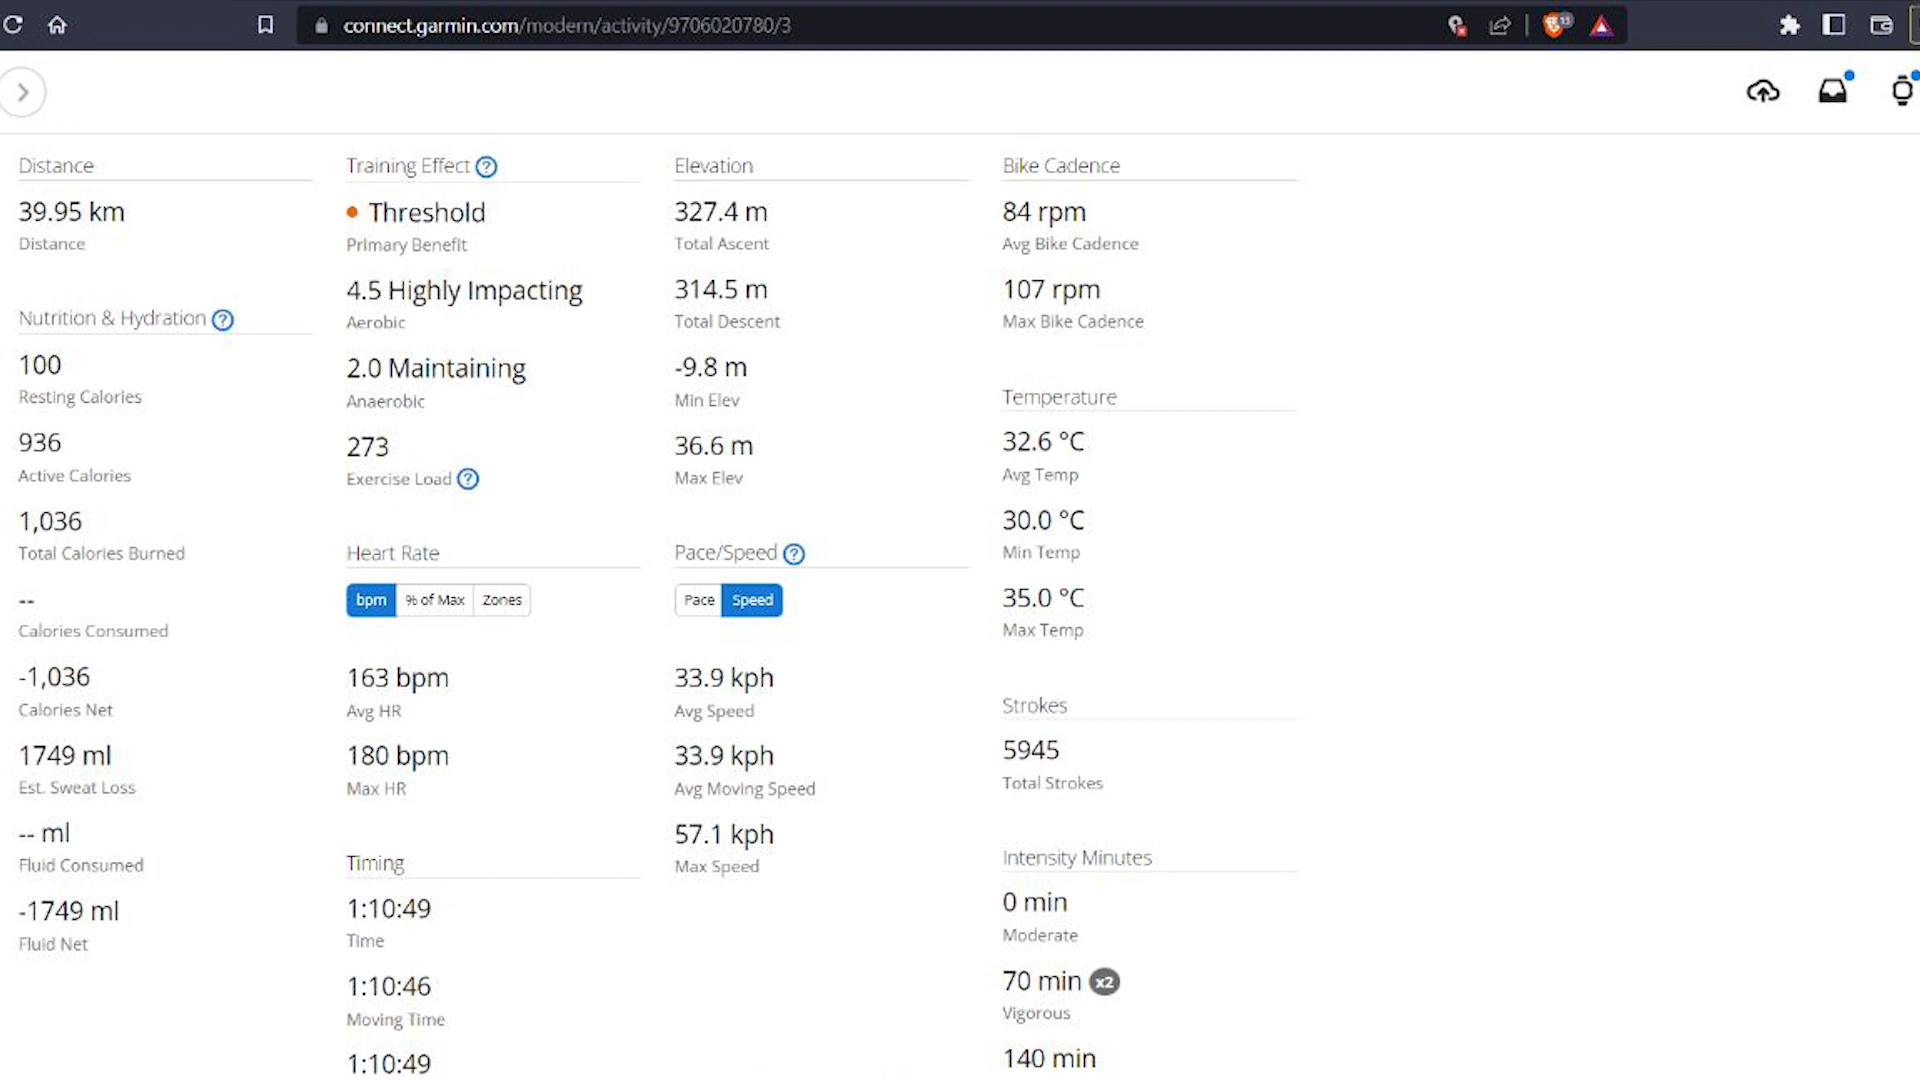 connect.garmin.com/modern/activity/9706020780/3
13
Distance
39.95 km
Distance
Nutrition & Hydration ?
100
Resting Calories
936
Active Calories
1,036
Total Calories Burned
--
Calories Consumed
-1,036
Calories Net
1749 ml
Est. Sweat Loss
-- ml
Fluid Consumed
-1749 ml
Fluid Net
Training Effect ?
Threshold
Primary Benefit
4.5 Highly Impacting
Aerobic
2.0 Maintaining
Anaerobic
273
Exercise Load ?
Heart Rate
bpm % of Max Zones
163 bpm
Avg HR
180 bpm
Max HR
Timing
1:10:49
Time
1:10:46
Moving Time
1:10:49
Elevation
327.4 m
Total Ascent
314.5 m
Total Descent
-9.8 m
Min Elev
36.6 m
Max Elev
Pace/Speed ?
Pace Speed
33.9 kph
Avg Speed
33.9 kph
Avg Moving Speed
57.1 kph
Max Speed
Bike Cadence
84 rpm
Avg Bike Cadence
107 rpm
Max Bike Cadence
Temperature
32.6 °C
Avg Temp
30.0 °C
Min Temp
35.0 °C
Max Temp
Strokes
5945
Total Strokes
Intensity Minutes
0 min
Moderate
70 min x2
Vigorous
140 min